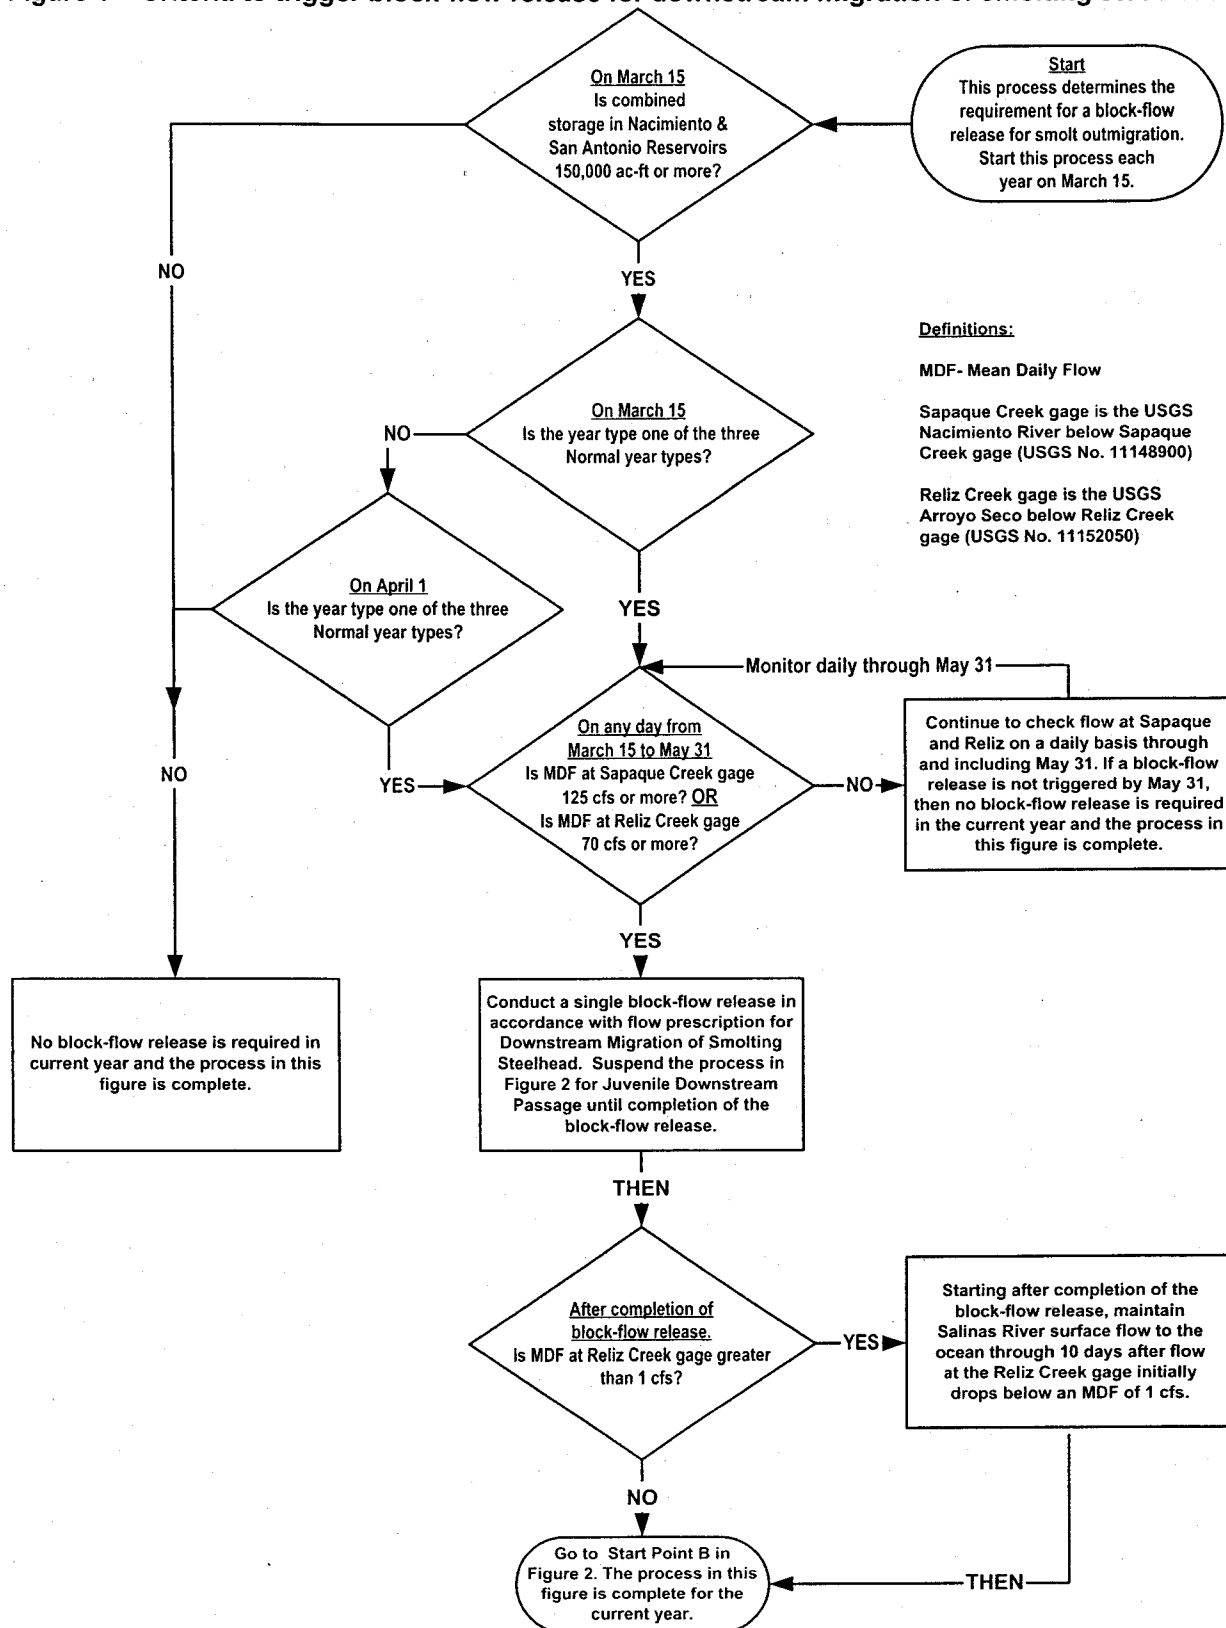 Start
This process determines the
requirement for a block-flow
release for smolt outmigration.
Start this process each
year on March 15.
On March 15
Is combined
storage in Nacimiento &
San Antonio Reservoirs
150,000 ac-ft or more?
NO
YES
Definitions:
MDF- Mean Daily Flow
Sapaque Creek gage is the USGS
Nacimiento River below Sapaque
Creek gage (USGS No. 11148900)
Reliz Creek gage is the USGS
Arroyo Seco below Reliz Creek
gage (USGS No. 11152050)
On March 15
Is the year type one of the three
Normal year types?
NO
YES
On April 1
Is the year type one of the three
Normal year types?
NO
YES
Monitor daily through May 31
On any day from
March 15 to May 31
Is MDF at Sapaque Creek gage
125 cfs or more? OR
Is MDF at Reliz Creek gage
70 cfs or more?
NO
Continue to check flow at Sapaque
and Reliz on a daily basis through
and including May 31. If a block-flow
release is not triggered by May 31,
then no block-flow release is required
in the current year and the process in
this figure is complete.
YES
No block-flow release is required in
current year and the process in this
figure is complete.
Conduct a single block-flow release in
accordance with flow prescription for
Downstream Migration of Smolting
Steelhead. Suspend the process in
Figure 2 for Juvenile Downstream
Passage until completion of the
block-flow release.
THEN
After completion of
block-flow release.
Is MDF at Reliz Creek gage greater
than 1 cfs?
YES
Starting after completion of the
block-flow release, maintain
Salinas River surface flow to the
ocean through 10 days after flow
at the Reliz Creek gage initially
drops below an MDF of 1 cfs.
NO
THEN
Go to Start Point B in
Figure 2. The process in this
figure is complete for the
current year.